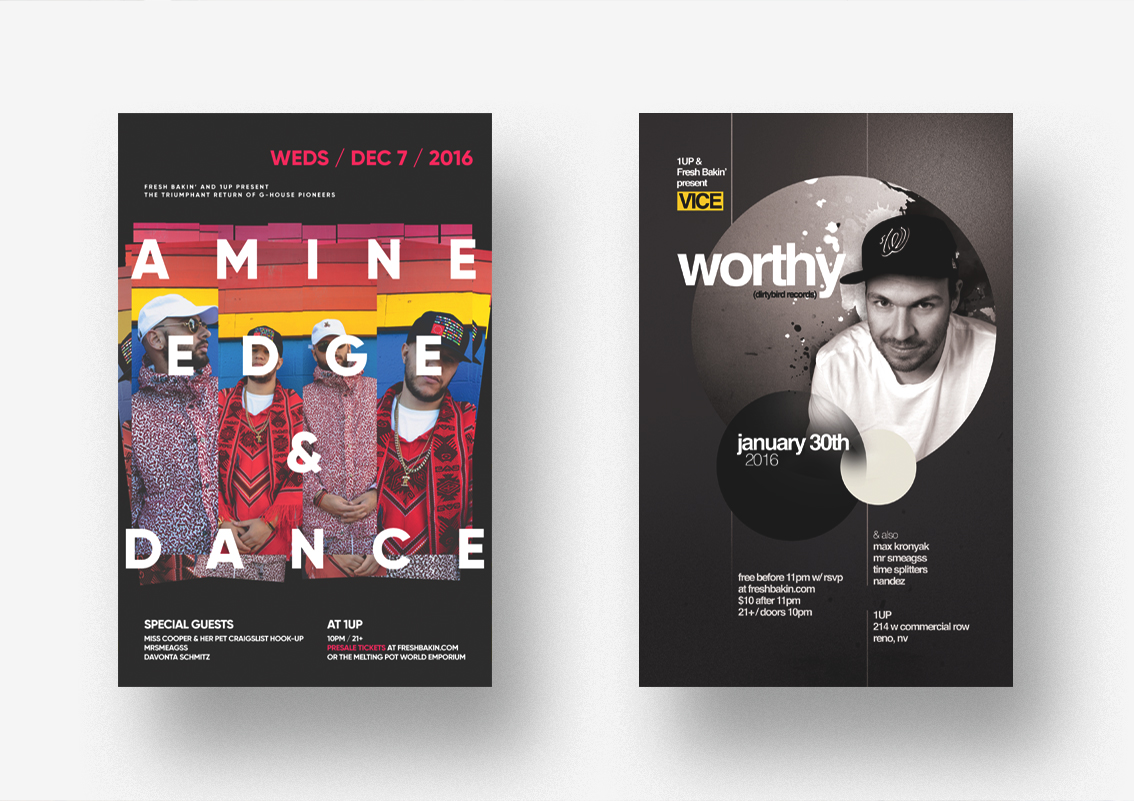 WEDS / DEC 7 / 2016
FRESH BAKIN' AND 1UP PRESENT
THE TRIUMPHANT RETURN OF G-HOUSE PIONEERS
AMINE
EDGE
&
DANCE
SPECIAL GUESTS
MISS COOPER & HER PET CRAIGSLIST HOOK-UP
MRSMEAGSS
DAVONTA SCHMITZ
AT 1UP
10PM / 21+
PRESALE TICKETS AT FRESHBAKIN.COM
OR THE MELTING POT WORLD EMPORIUM
1UP &
Fresh Bakin'
present
VICE
worthy
(dirtybird records)
january 30th
2016
& also
max kronyak
mr smeagss
time splitters
nandez
free before 11pm w/ rsvp
at freshbakin.com
$10 after 11pm
21+ / doors 10pm
1UP
214 w commercial row
reno, nv